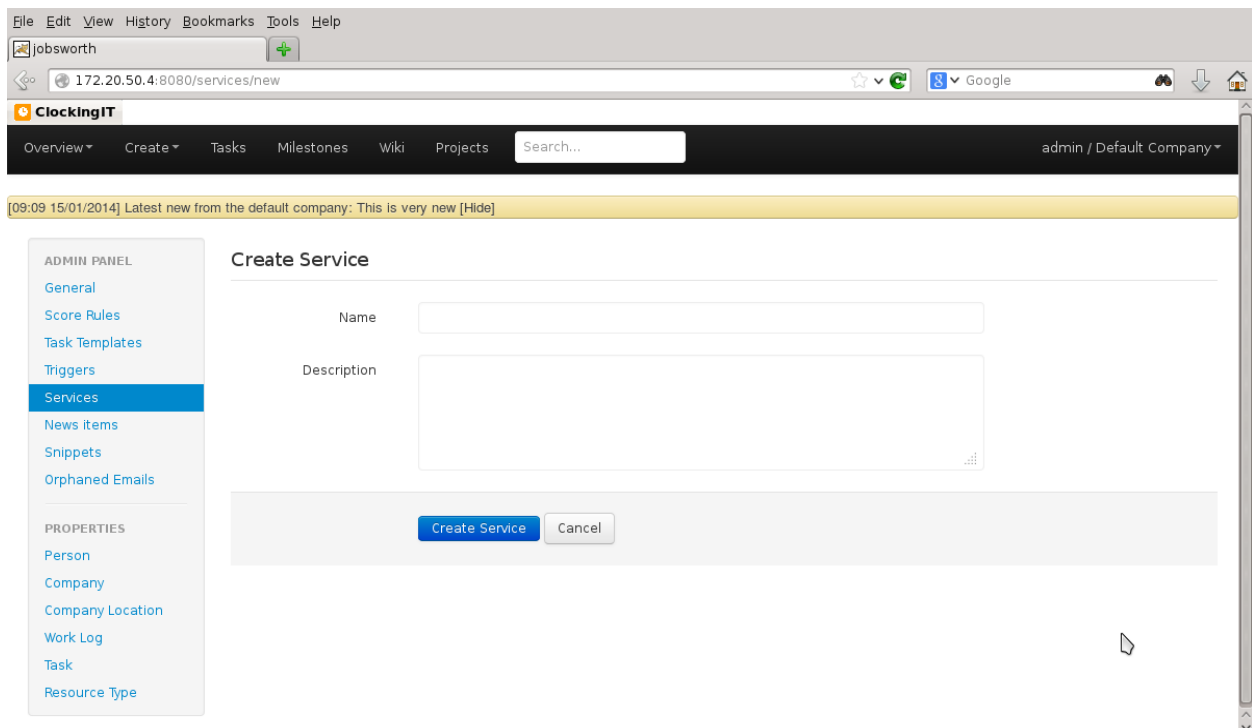 File Edit View History Bookmarks Tools Help
jobsworth
172.20.50.4:8080/services/new
8 Google
ClockingIT
Overview Create Tasks Milestones Wiki Projects Search... admin / Default Company
[09:09 15/01/2014] Latest new from the default company: This is very new [Hide]
ADMIN PANEL
General
Score Rules
Task Templates
Triggers
Services
News items
Snippets
Orphaned Emails
PROPERTIES
Person
Company
Company Location
Work Log
Task
Resource Type
Create Service
Name
Description
Create Service Cancel